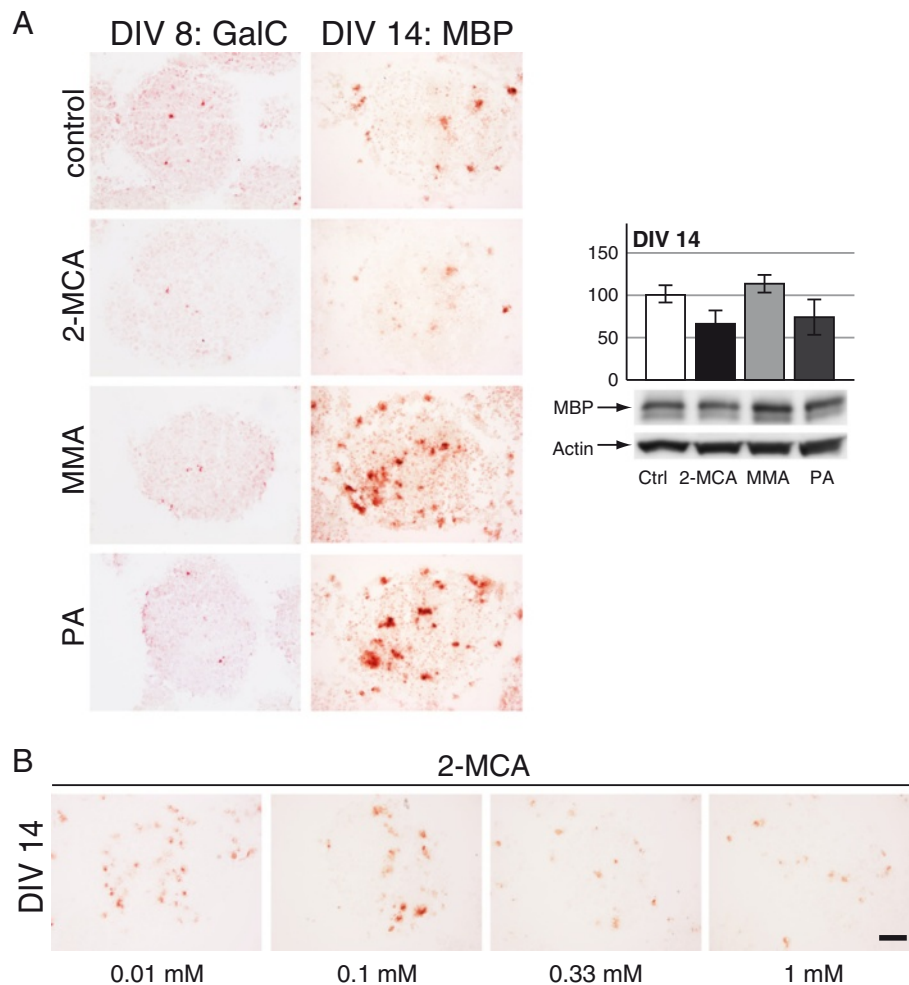 A
DIV 8: GalC DIV 14: MBP
control
2-MCA
MMA
PA
DIV 14
150
100
50
0
MBP
Actin
Ctrl 2-MCA MMA PA
B
2-MCA
DIV 14
0.01 mM 0.1 mM 0.33 mM 1 mM